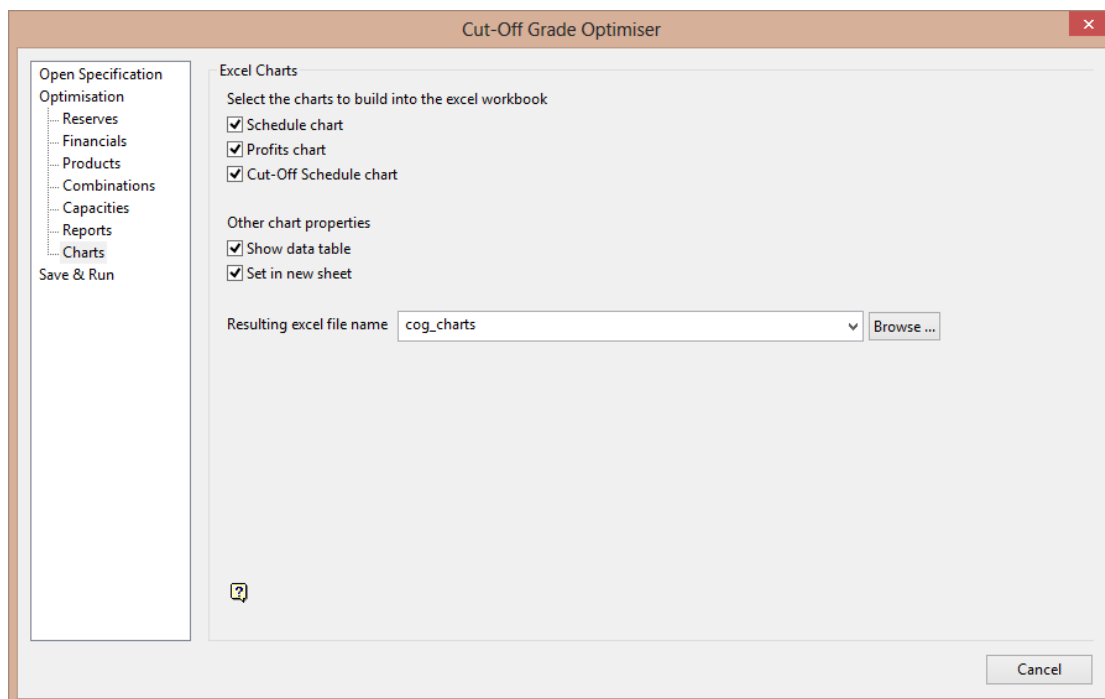 Cut-Off Grade Optimiser
Open Specification
Optimisation
Reserves
Financials
Products
Combinations
Capacities
Reports
Charts
Save & Run
Excel Charts
Select the charts to build into the excel workbook
Schedule chart
Profits chart
Cut-Off Schedule chart
Other chart properties
Show data table
Set in new sheet
Resulting excel file name cog_charts Browse ...
Cancel